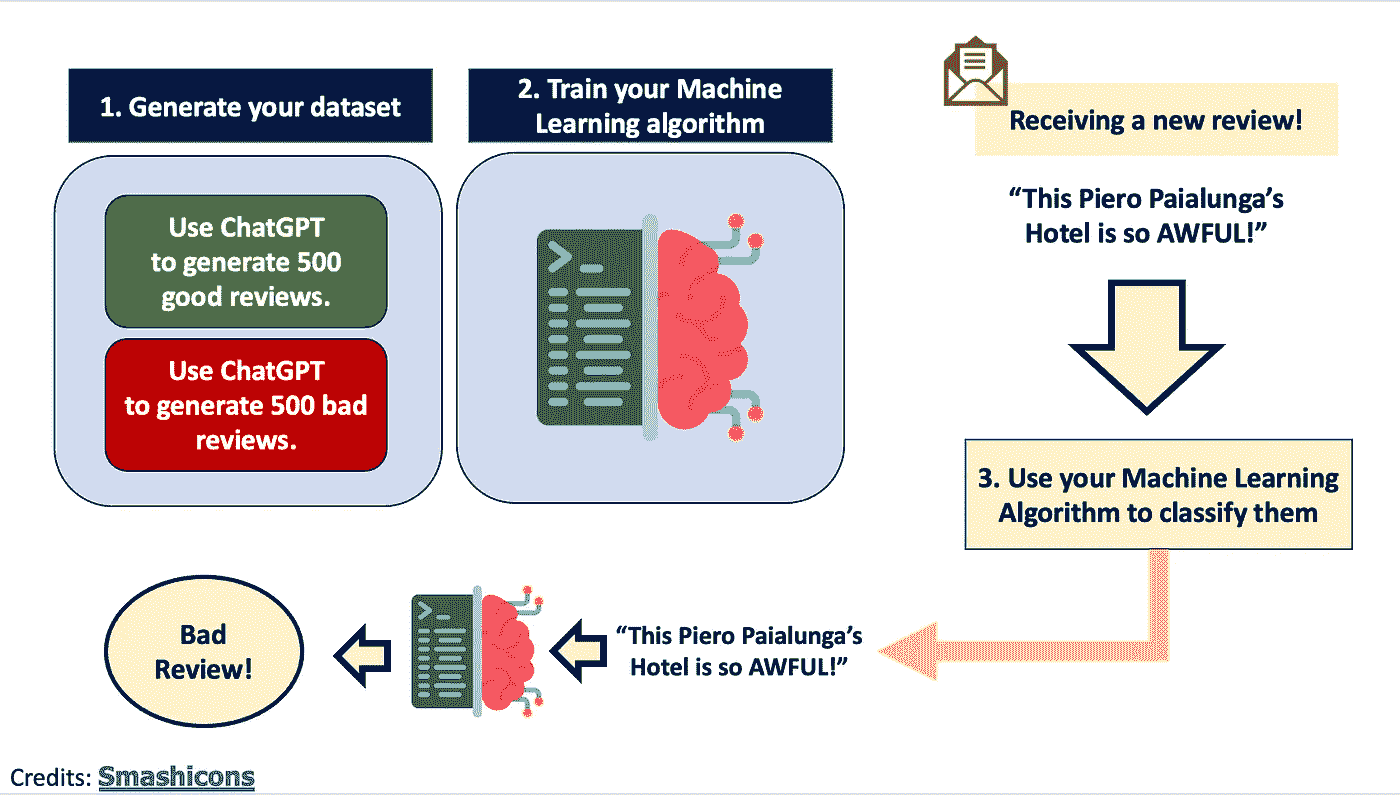 1. Generate your dataset
2. Train your Machine
Learning algorithm
Use ChatGPT
to generate 500
good reviews.
Use ChatGPT
to generate 500 bad
reviews.
Receiving a new review!
“This Piero Paialunga’s
Hotel is so AWFUL!”
3. Use your Machine Learning
Algorithm to classify them
“This Piero Paialunga’s
Hotel is so AWFUL!”
Bad
Review!
Credits: Smashicons